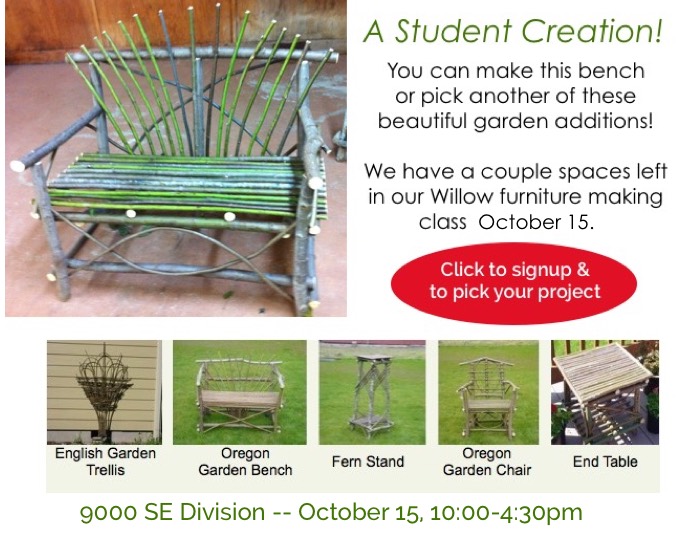 A Student Creation!
You can make this bench
or pick another of these
beautiful garden additions!
We have a couple spaces left
in our Willow furniture making
class October 15.
Click to signup &
to pick your project
English Garden
Trellis
Oregon
Garden Bench
Fern Stand
Oregon
Garden Chair
End Table
9000 SE Division -- October 15, 10:00-4:30pm